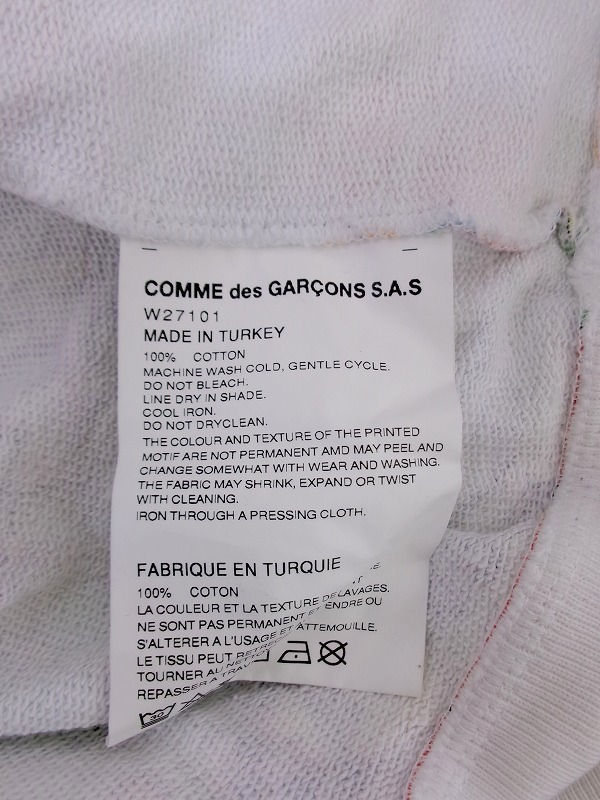 COMME des GARÇONS S.A.S
W27101
MADE IN TURKEY
100% COTTON
MACHINE WASH COLD, GENTLE CYCLE.
DO NOT BLEACH.
LINE DRY IN SHADE.
COOL IRON.
DO NOT DRYCLEAN.
THE COLOUR AND TEXTURE OF THE PRINTED
MOTIF ARE NOT PERMANENT AMD MAY PEEL AND
CHANGE SOMEWHAT WITH WEAR AND WASHING.
THE FABRIC MAY SHRINK, EXPAND OR TWIST
WITH CLEANING.
IRON THROUGH A PRESSING CLOTH.
FABRIQUE EN TURQUIE
100% COTON
LA COULEUR ET LA TEXTURE DE LAVAGES.
NE SONT PAS PERMANENT ENDRE OU
S'ALTERER A L'USAGE ET ATTEMOUILLE.
LE TISSU PEUT
TOURNER AU
REPASSER A
30